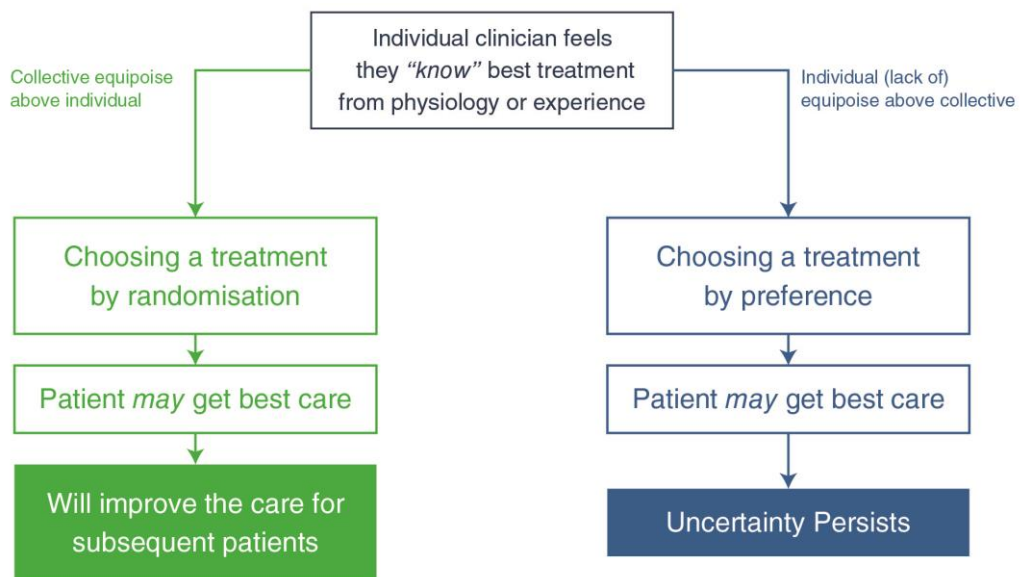 Individual clinician feels
they “know” best treatment
from physiology or experience
Collective equipoise
above individual
Individual (lack of)
equipoise above collective
Choosing a treatment
by randomisation
Choosing a treatment
by preference
Patient may get best care
Patient may get best care
Will improve the care for
subsequent patients
Uncertainty Persists